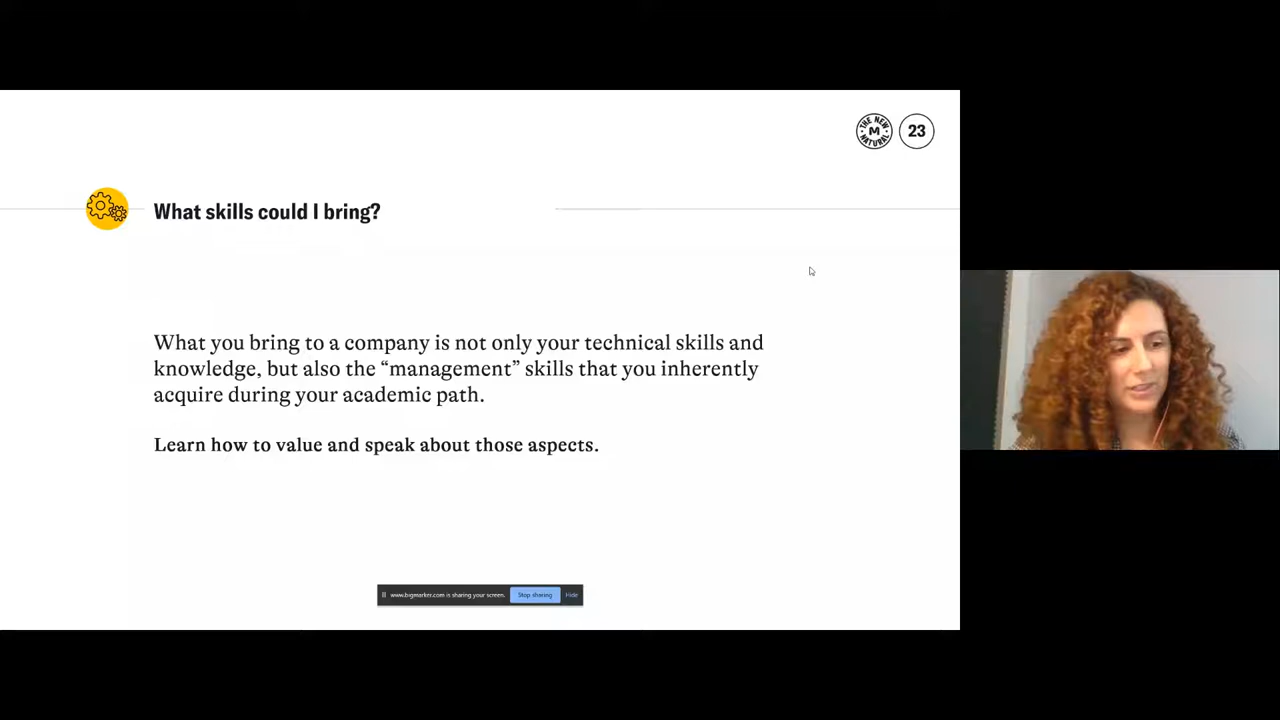 THE NEW
M
NATURAL
23
What skills could I bring?
What you bring to a company is not only your technical skills and
knowledge, but also the “management” skills that you inherently
acquire during your academic path.
Learn how to value and speak about those aspects.
www.bigmarker.com is sharing your screen. Stop sharing Hide